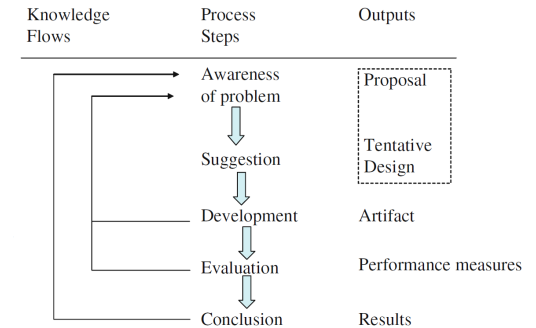 Knowledge
Flows
Process
Steps
Outputs
Awareness
of problem
Proposal
Suggestion
Tentative
Design
Development
Artifact
Evaluation
Performance measures
Conclusion
Results